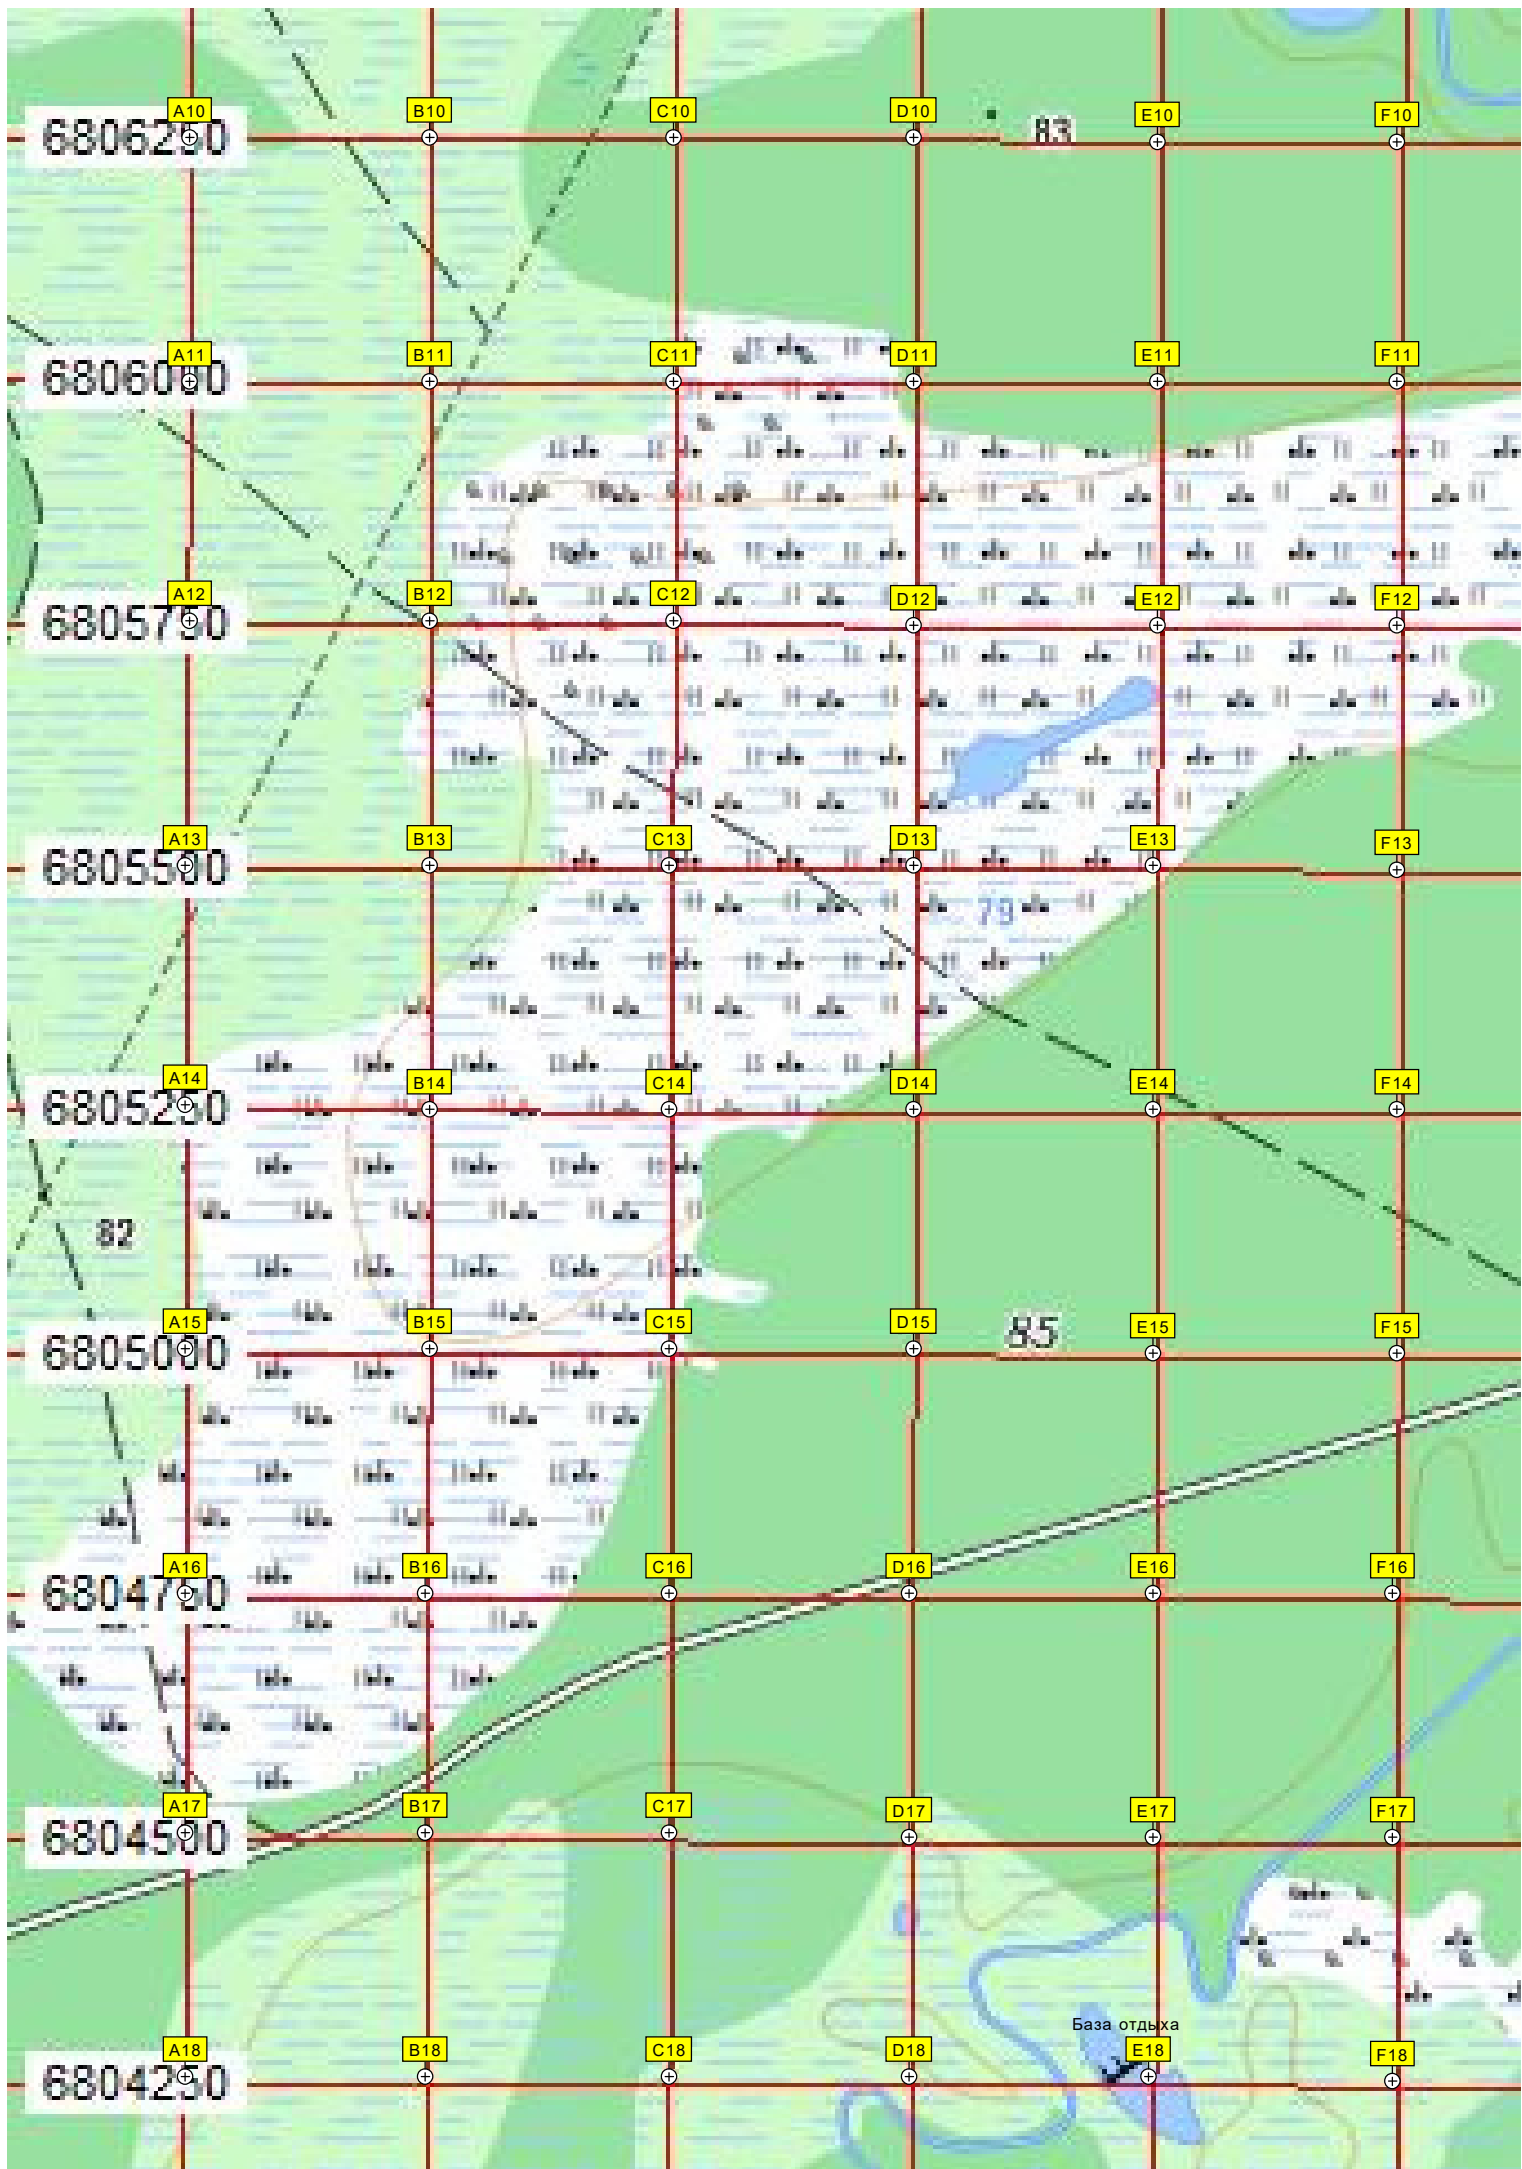 A10 B10 C10 D10 E10 F10
6806250 83
A11 B11 C11 D11 E11 F11
6806000
A12 B12 C12 D12 E12 F12
6805750
A13 B13 C13 D13 E13 F13
6805500
79
A14 B14 C14 D14 E14 F14
6805250
82
A15 B15 C15 D15 E15 F15
6805000 85
A16 B16 C16 D16 E16 F16
6804750
A17 B17 C17 D17 E17 F17
6804500
База отдыха
A18 B18 C18 D18 E18 F18
6804250